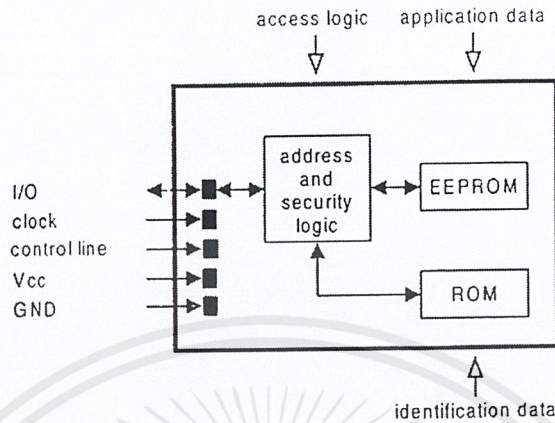 access logic
application data
address
and
security
logic
EEPROM
ROM
I/O
clock
control line
Vcc
GND
identification data